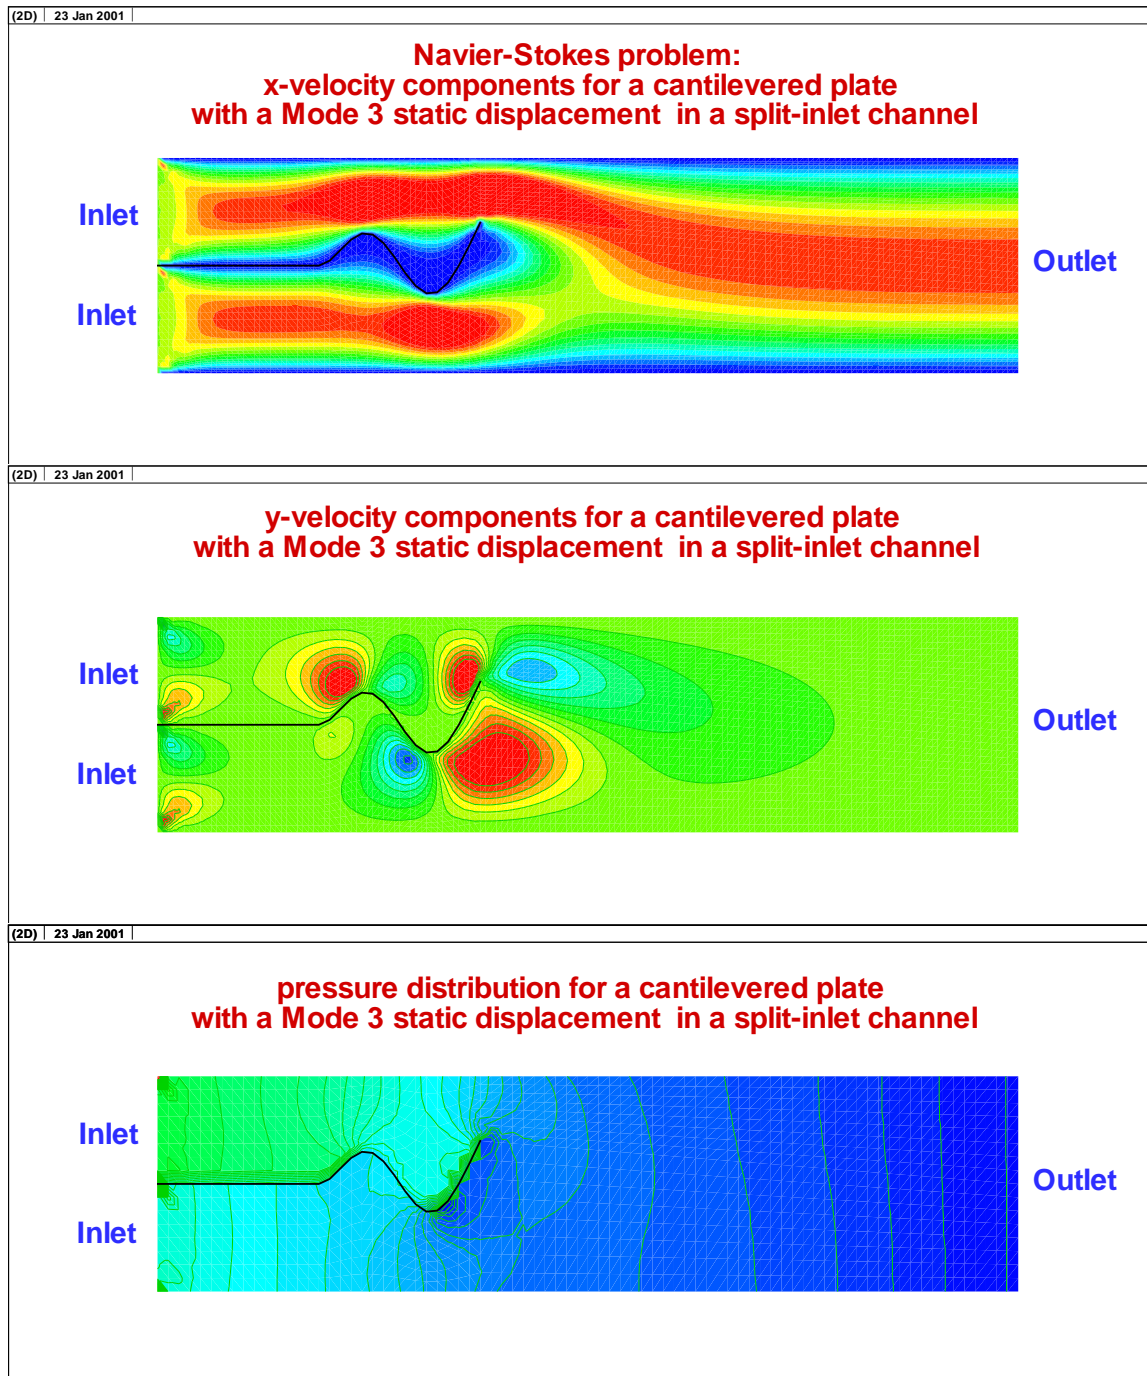 (2D) 23 Jan 2001
Navier-Stokes problem:
x-velocity components for a cantilevered plate
with a Mode 3 static displacement in a split-inlet channel
Inlet
Outlet
Inlet
(2D) 23 Jan 2001
y-velocity components for a cantilevered plate
with a Mode 3 static displacement in a split-inlet channel
Inlet
Outlet
Inlet
(2D) 23 Jan 2001
pressure distribution for a cantilevered plate
with a Mode 3 static displacement in a split-inlet channel
Inlet
Outlet
Inlet